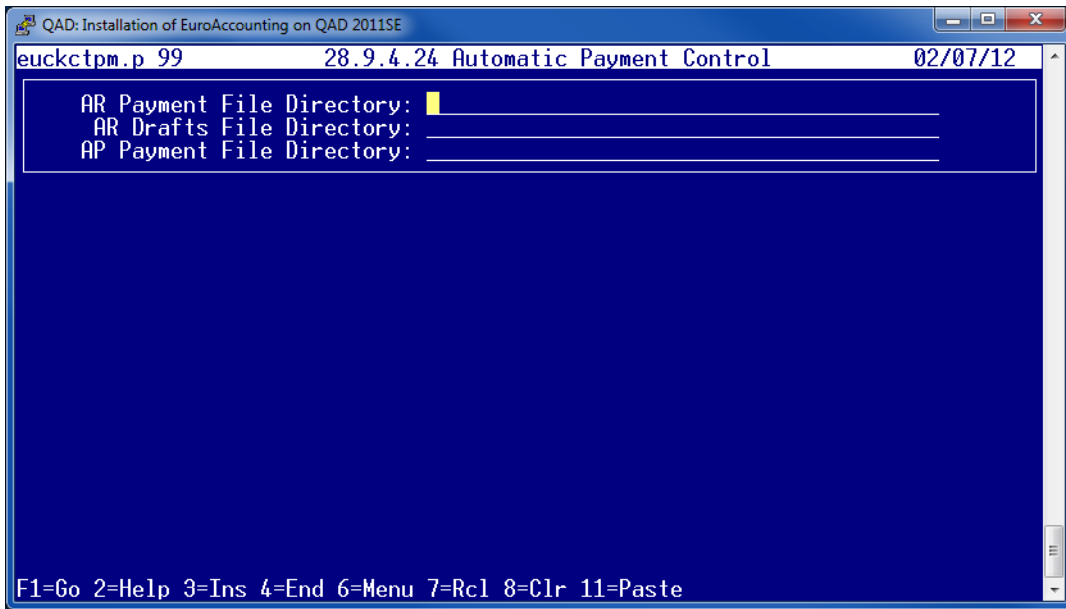 QAD: Installation of EuroAccounting on QAD 2011SE
euckctpm.p 99 28.9.4.24 Automatic Payment Control 02/07/12
AR Payment File Directory:
AR Drafts File Directory:
AP Payment File Directory:
F1=Go 2=Help 3=Ins 4=End 6=Menu 7=Rcl 8=Clr 11=Paste